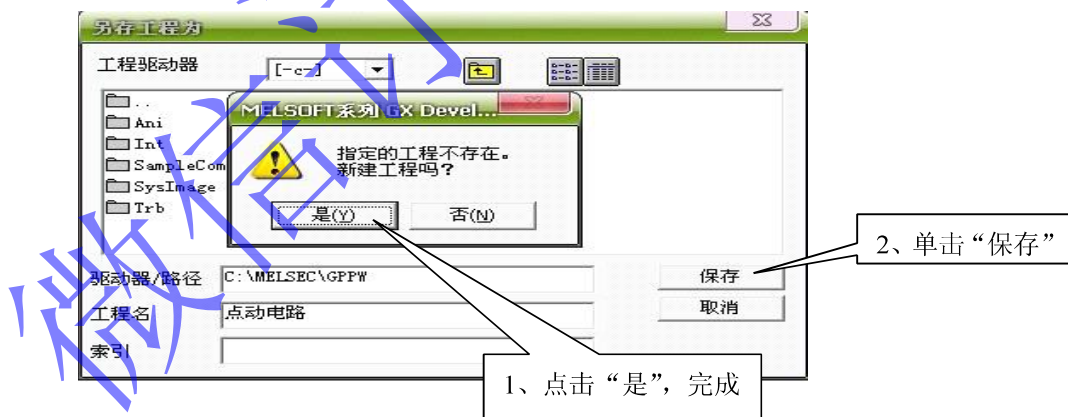 另存工程为
工程驱动器
[-c-]
..
Ani
Int
SampleCom
SysImage
Trb
MELSOFT系列 GX Devel...
指定的工程不存在。
新建工程吗?
是(Y)
否(N)
驱动器/路径
C:\MELSEC\GPPW
保存
工程名
点动电路
取消
索引
2、单击“保存”
1、点击“是”，完成
微信